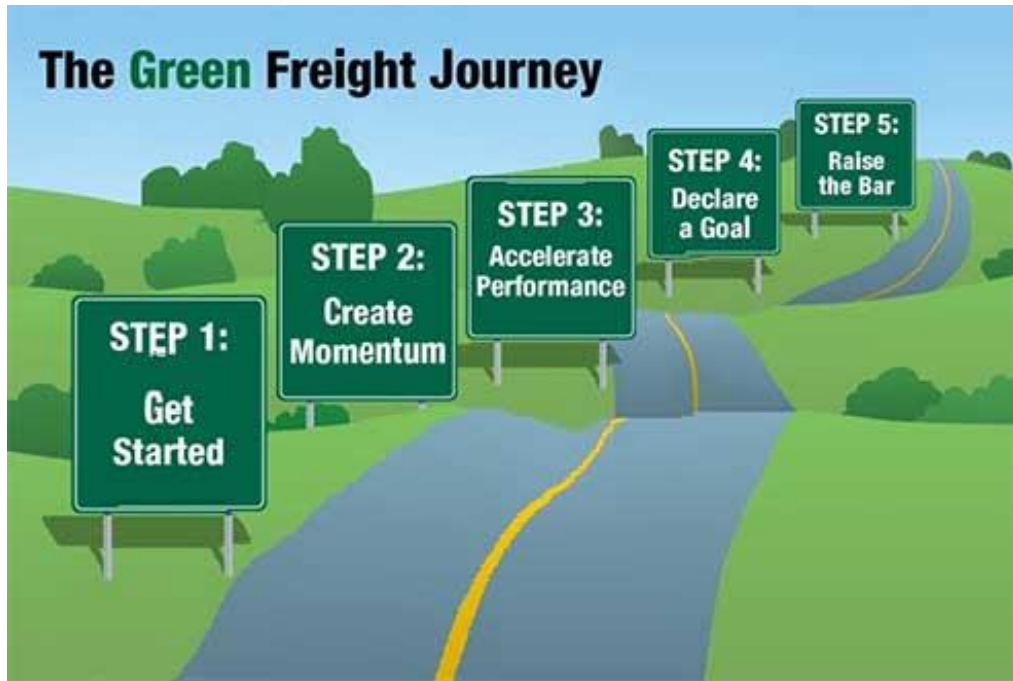 The Green Freight Journey
STEP 1:
Get
Started
STEP 2:
Create
Momentum
STEP 3:
Accelerate
Performance
STEP 4:
Declare
a Goal
STEP 5:
Raise
the Bar